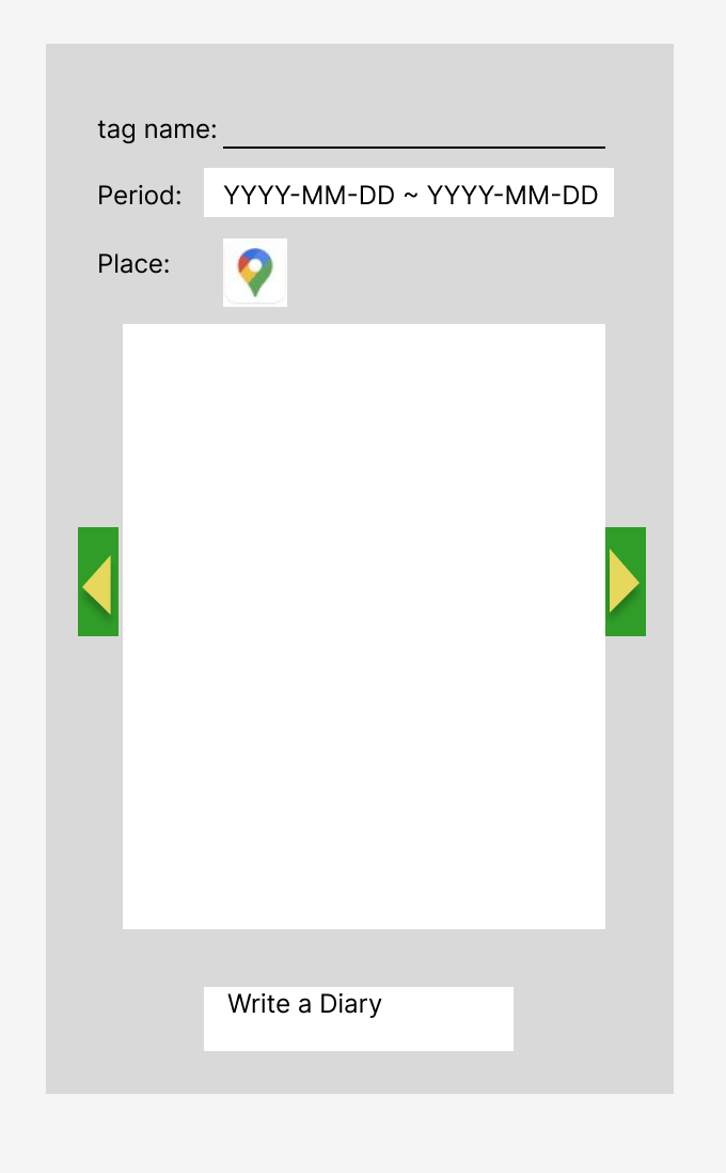 tag name:
Period: YYYY-MM-DD ~ YYYY-MM-DD
Place:
Write a Diary